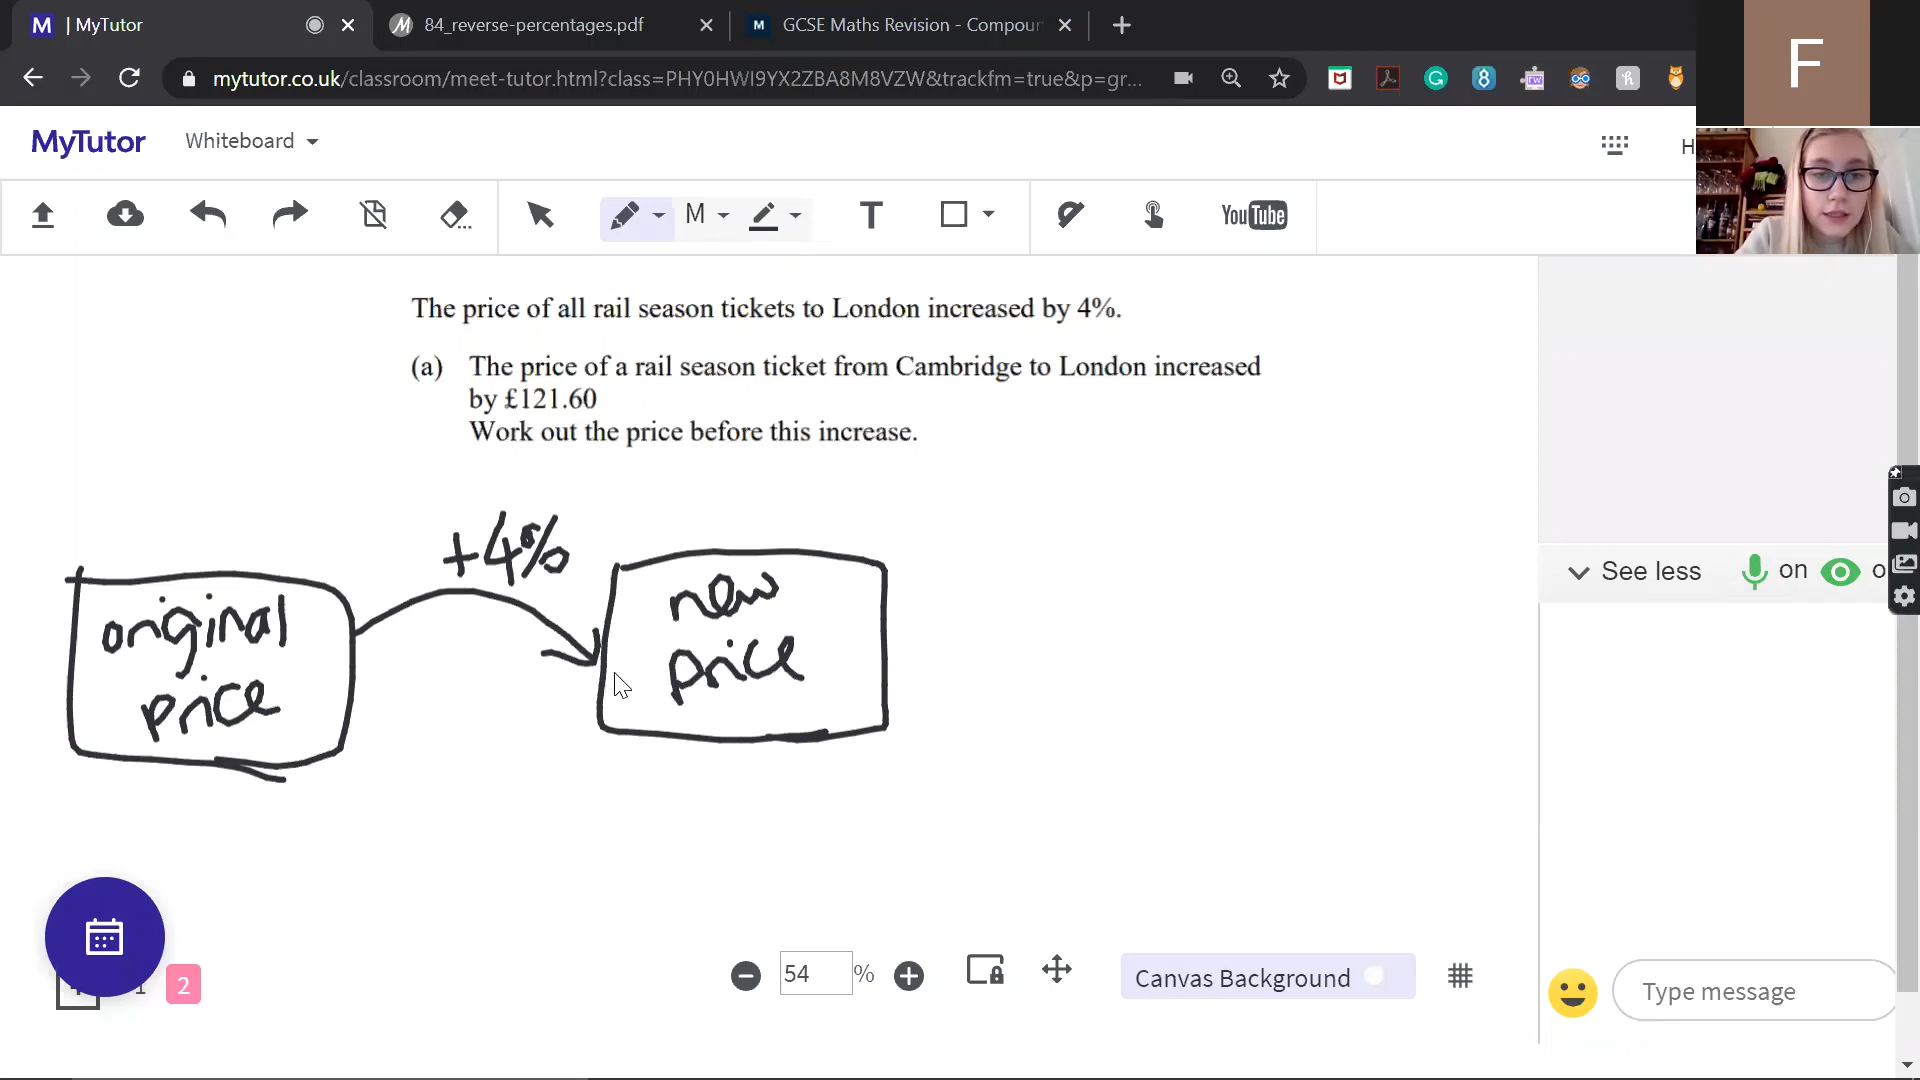 | MyTutor
84_reverse-percentages.pdf
GCSE Maths Revision - Compour
mytutor.co.uk/classroom/meet-tutor.html?class=PHY0HWI9YX2ZBA8M8VZW&trackfm=true&p=gr...
F
MyTutor
Whiteboard
H
M
T
YouTube
The price of all rail season tickets to London increased by 4%.
(a) The price of a rail season ticket from Cambridge to London increased
by £121.60
Work out the price before this increase.
+4%
original
price
new
price
See less
on
o
2
54 %
Canvas Background
Type message